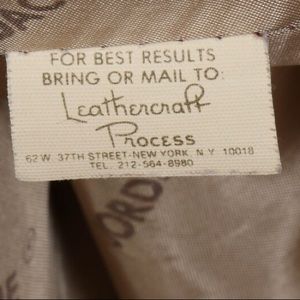 FOR BEST RESULTS
BRING OR MAIL TO:
Leathercraft
Process
62 W. 37TH STREET-NEW YORK, N.Y. 10018
TEL. 212-564-8980